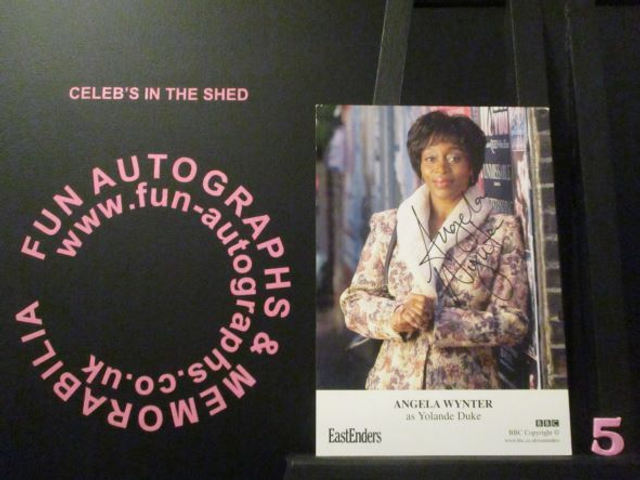 CELEB'S IN THE SHED
FUN AUTOGRAPHS & MEMORABILIA
www.fun-autographs.co.uk
Angela Wynter
ANGELA WYNTER
as Yolande Duke
EastEnders
BBC
BBC Copyright ©
5